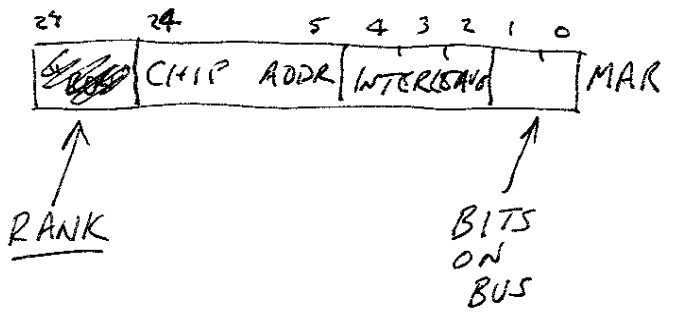 24 5 4 3 2 1 0
CHIP ADDR INTERLEAVE MAR
RANK
BITS
ON
BUS